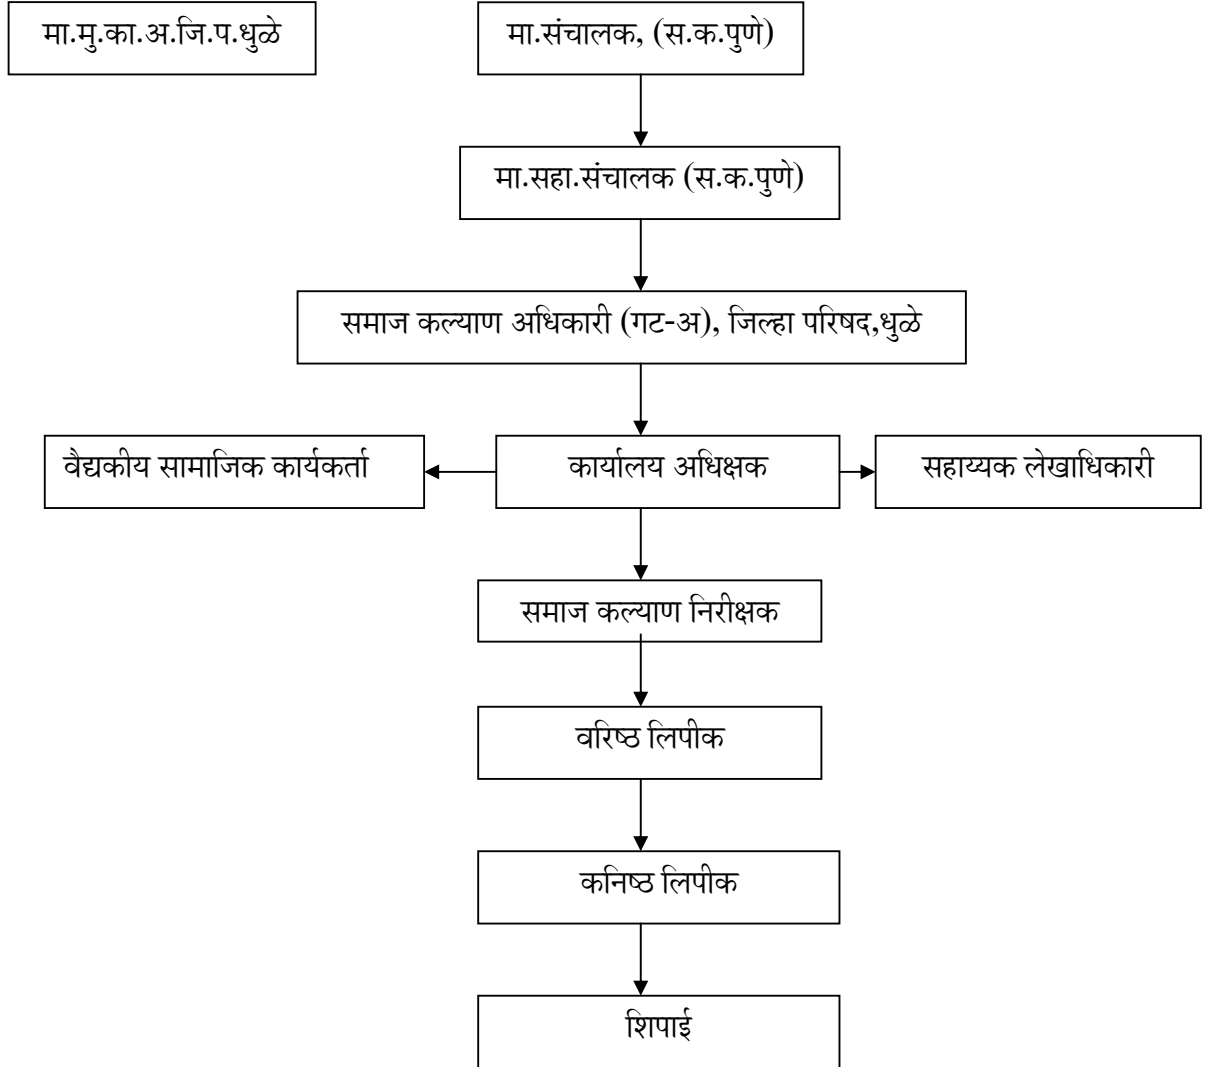 मा.मु.का.अ.जि.प.धुळे
मा.संचालक, (स.क.पुणे)
मा.सहा.संचालक (स.क.पुणे)
समाज कल्याण अधिकारी (गट-अ), जिल्हा परिषद,धुळे
वैद्यकीय सामाजिक कार्यकर्ता
कार्यालय अधिक्षक
सहाय्यक लेखाधिकारी
समाज कल्याण निरीक्षक
वरिष्ठ लिपीक
कनिष्ठ लिपीक
शिपाई